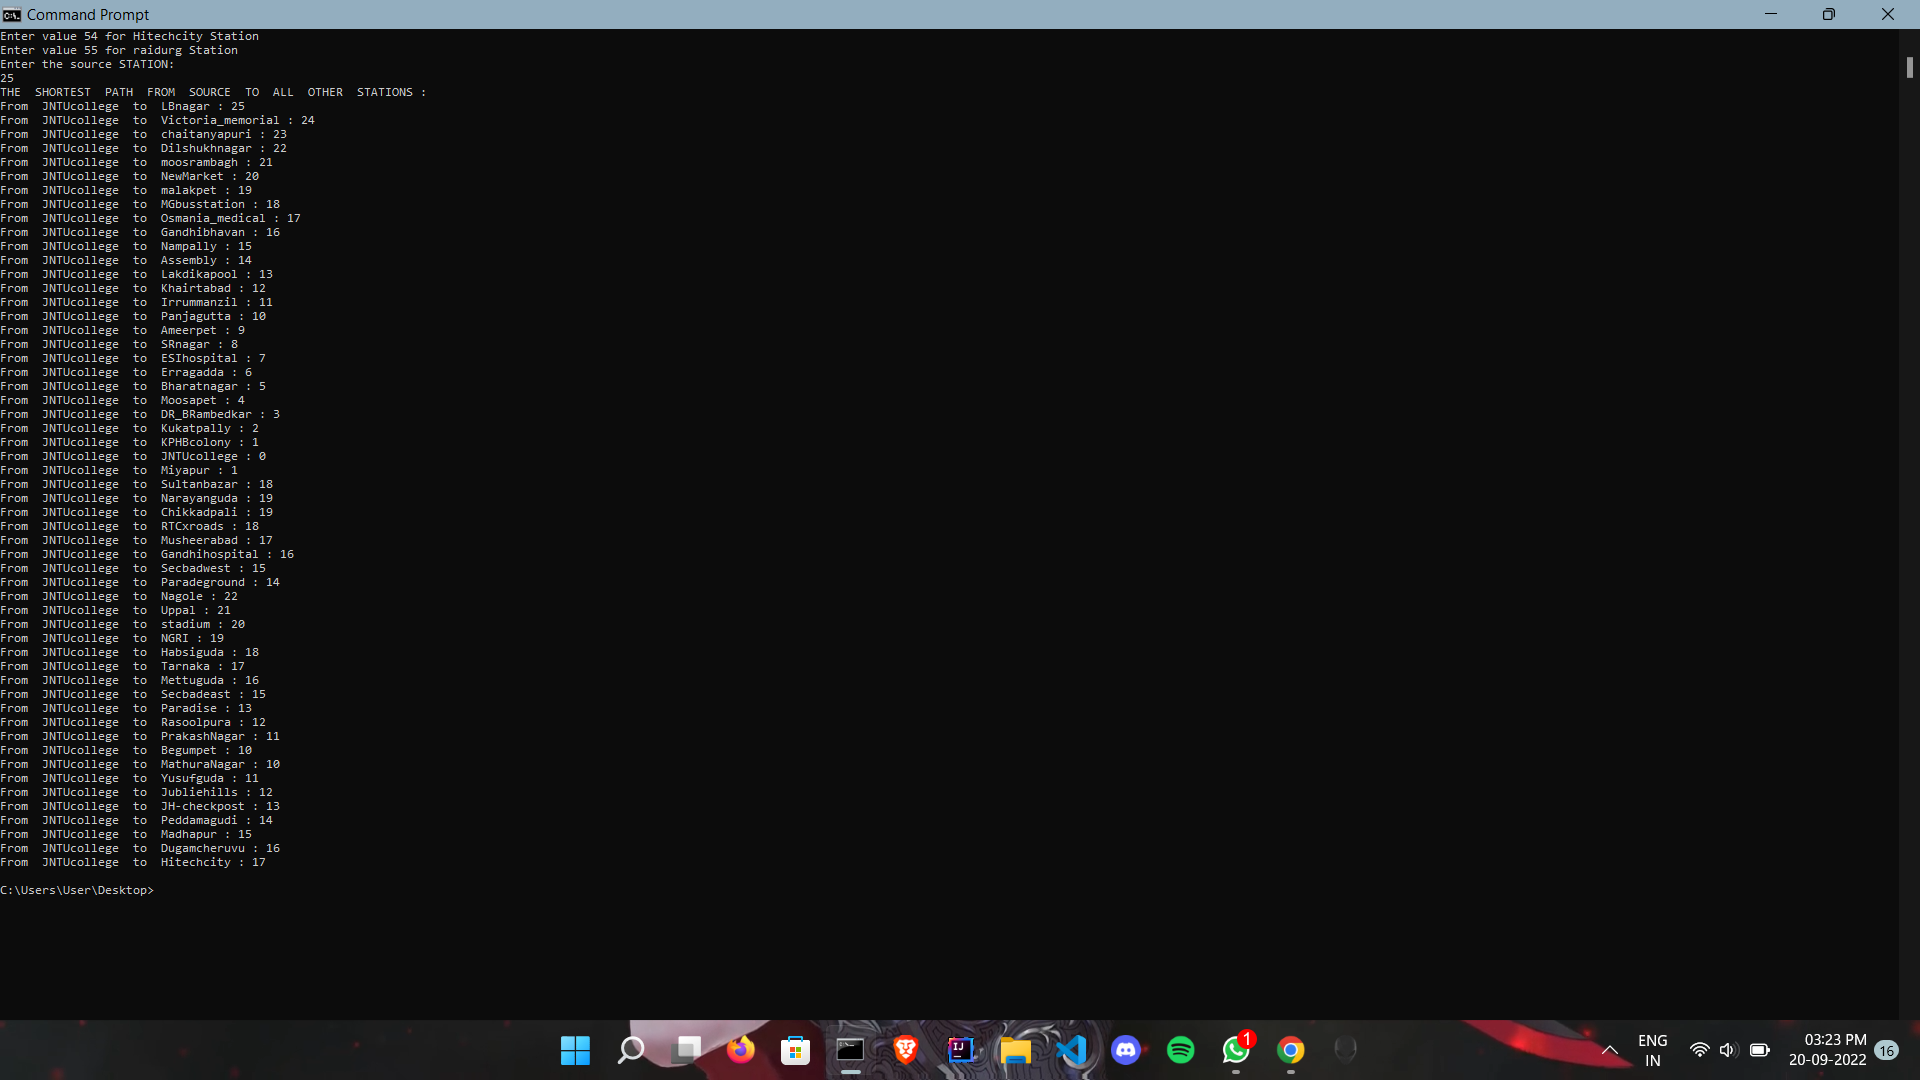 Command Prompt
Enter value 54 for Hitechcity Station
Enter value 55 for raidurg Station
Enter the source STATION:
25
THE  SHORTEST  PATH  FROM  SOURCE  TO  ALL  OTHER  STATIONS :
From  JNTUcollege  to  LBnagar : 25
From  JNTUcollege  to  Victoria_memorial : 24
From  JNTUcollege  to  chaitanyapuri : 23
From  JNTUcollege  to  Dilshukhnagar : 22
From  JNTUcollege  to  moosrambagh : 21
From  JNTUcollege  to  NewMarket : 20
From  JNTUcollege  to  malakpet : 19
From  JNTUcollege  to  MGbusstation : 18
From  JNTUcollege  to  Osmania_medical : 17
From  JNTUcollege  to  Gandhibhavan : 16
From  JNTUcollege  to  Nampally : 15
From  JNTUcollege  to  Assembly : 14
From  JNTUcollege  to  Lakdikapool : 13
From  JNTUcollege  to  Khairtabad : 12
From  JNTUcollege  to  Irrummanzil : 11
From  JNTUcollege  to  Panjagutta : 10
From  JNTUcollege  to  Ameerpet : 9
From  JNTUcollege  to  SRnagar : 8
From  JNTUcollege  to  ESIhospital : 7
From  JNTUcollege  to  Erragadda : 6
From  JNTUcollege  to  Bharatnagar : 5
From  JNTUcollege  to  Moosapet : 4
From  JNTUcollege  to  DR_BRambedkar : 3
From  JNTUcollege  to  Kukatpally : 2
From  JNTUcollege  to  KPHBcolony : 1
From  JNTUcollege  to  JNTUcollege : 0
From  JNTUcollege  to  Miyapur : 1
From  JNTUcollege  to  Sultanbazar : 18
From  JNTUcollege  to  Narayanguda : 19
From  JNTUcollege  to  Chikkadpali : 19
From  JNTUcollege  to  RTCxroads : 18
From  JNTUcollege  to  Musheerabad : 17
From  JNTUcollege  to  Gandhihospital : 16
From  JNTUcollege  to  Secbadwest : 15
From  JNTUcollege  to  Paradeground : 14
From  JNTUcollege  to  Nagole : 22
From  JNTUcollege  to  Uppal : 21
From  JNTUcollege  to  stadium : 20
From  JNTUcollege  to  NGRI : 19
From  JNTUcollege  to  Habsiguda : 18
From  JNTUcollege  to  Tarnaka : 17
From  JNTUcollege  to  Mettuguda : 16
From  JNTUcollege  to  Secbadeast : 15
From  JNTUcollege  to  Paradise : 13
From  JNTUcollege  to  Rasoolpura : 12
From  JNTUcollege  to  PrakashNagar : 11
From  JNTUcollege  to  Begumpet : 10
From  JNTUcollege  to  MathuraNagar : 10
From  JNTUcollege  to  Yusufguda : 11
From  JNTUcollege  to  Jubliehills : 12
From  JNTUcollege  to  JH-checkpost : 13
From  JNTUcollege  to  Peddamagudi : 14
From  JNTUcollege  to  Madhapur : 15
From  JNTUcollege  to  Dugamcheruvu : 16
From  JNTUcollege  to  Hitechcity : 17
C:\Users\User\Desktop>
IJ
1
ENG
IN
03:23 PM
20-09-2022
16